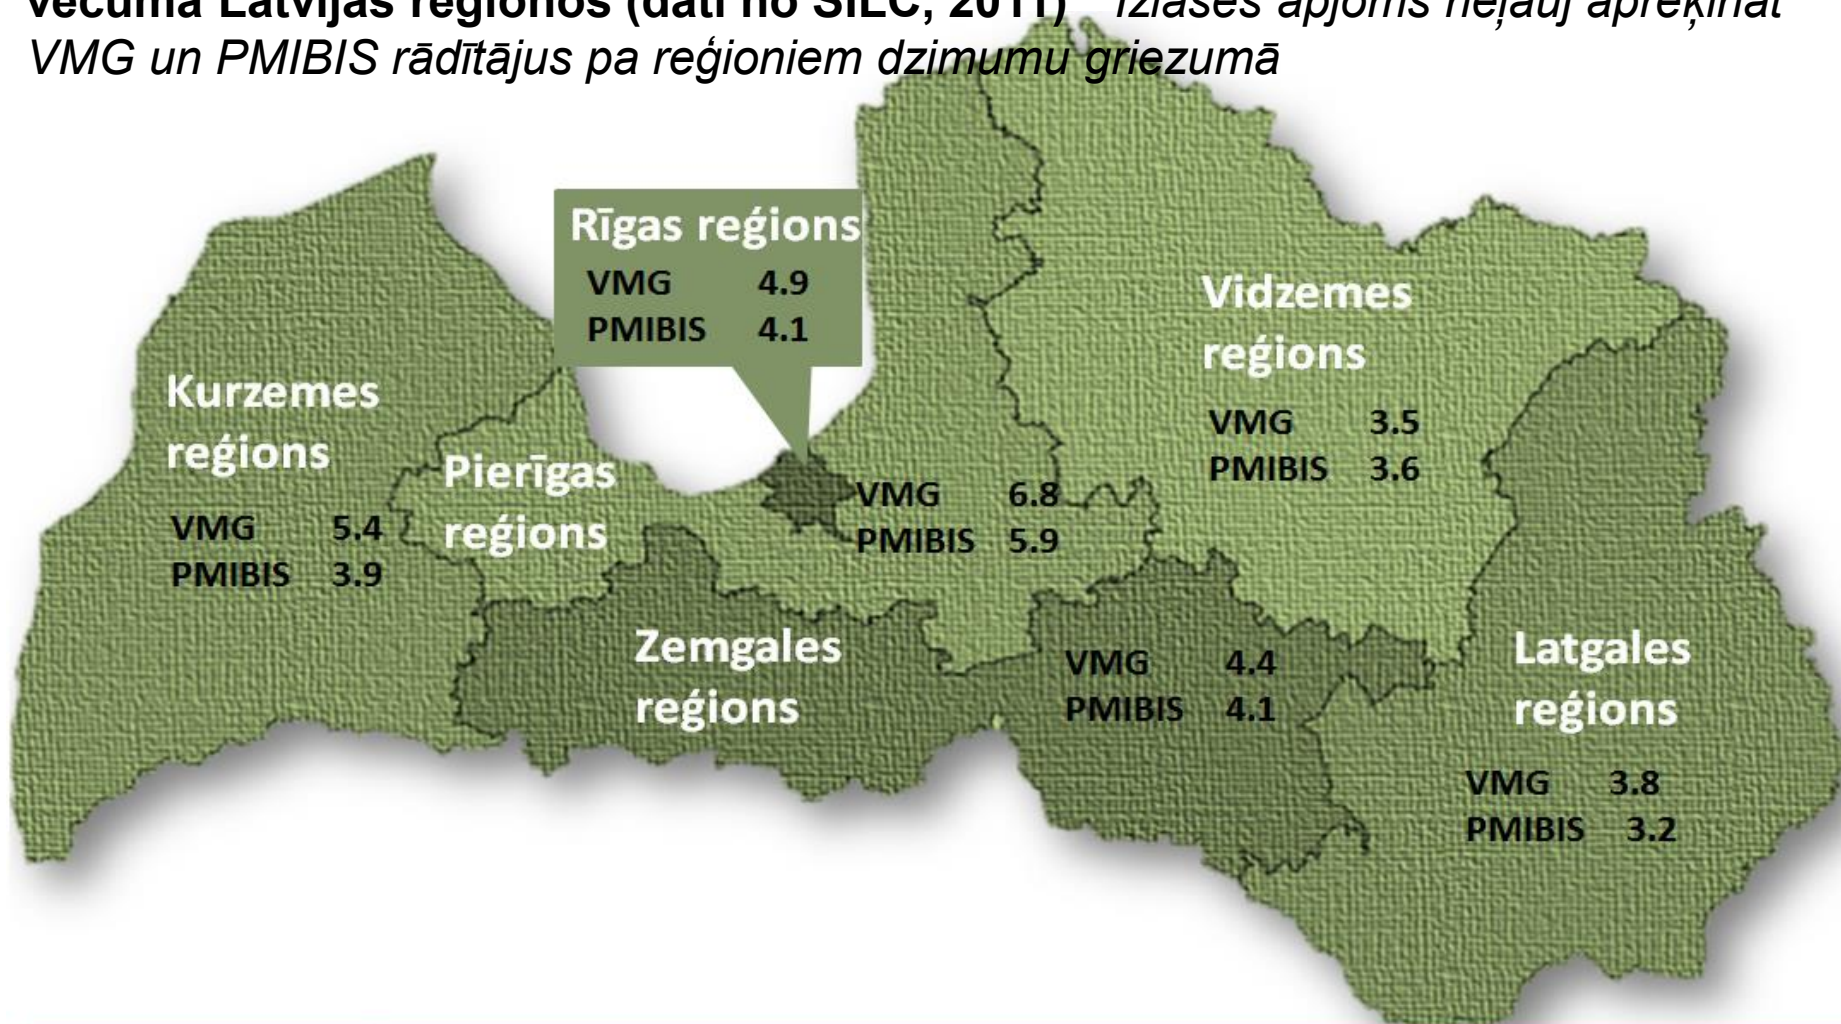 vecumā Latvijas reģionos (dati no SILC, 2011) Izlases apjoms neļauj aprēķināt
VMG un PMIBIS rādītājus pa reģioniem dzimumu griezumā
Rīgas reģions
VMG 4.9
PMIBIS 4.1
Vidzemes
reģions
VMG 3.5
PMIBIS 3.6
Kurzemes
reģions
VMG 5.4
PMIBIS 3.9
Pierīgas
reģions
VMG 6.8
PMIBIS 5.9
Zemgales
reģions
VMG 4.4
PMIBIS 4.1
Latgales
reģions
VMG 3.8
PMIBIS 3.2